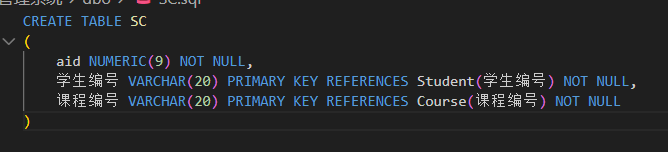 管理系统 / dbo / SC.sql
CREATE TABLE SC
(
aid NUMERIC(9) NOT NULL,
学生编号 VARCHAR(20) PRIMARY KEY REFERENCES Student(学生编号) NOT NULL,
课程编号 VARCHAR(20) PRIMARY KEY REFERENCES Course(课程编号) NOT NULL
)